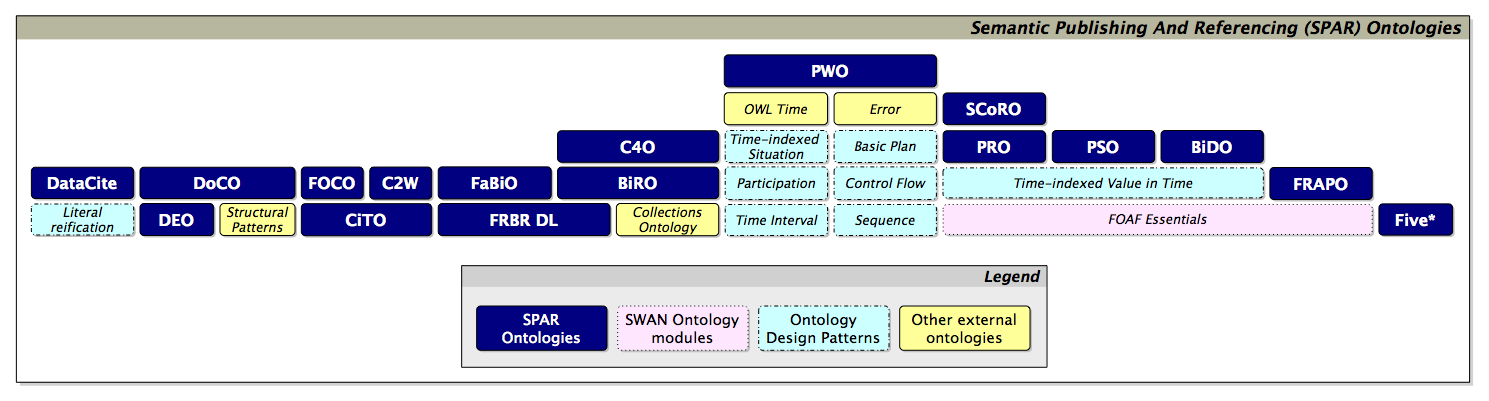 Semantic Publishing And Referencing (SPAR) Ontologies
PWO
OWL Time
Error
SCoRO
C4O
Time-indexed
Situation
Basic Plan
PRO
PSO
BiDO
DataCite
DoCO
FOCO
C2W
FaBiO
BiRO
Participation
Control Flow
Time-indexed Value in Time
FRAPO
Literal
reification
DEO
Structural
Patterns
CiTO
FRBR DL
Collections
Ontology
Time Interval
Sequence
FOAF Essentials
Five*
Legend
SPAR
Ontologies
SWAN Ontology
modules
Ontology
Design Patterns
Other external
ontologies